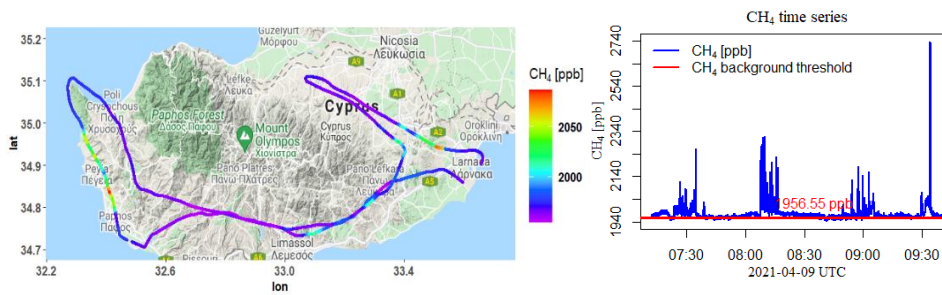 35.2
35.1
35.0
34.9
34.8
34.7
lat
32.2
32.6
33.0
33.4
lon
Guzelyurt
Μόρφου
Nicosia
Λευκωσία
A9
Lefke
Λεύκα
Poli
Crysochous
Πόλη
Χρυσοχούς
Paphos Forest
Δάσος Πάφου
Cyprus
A1
Cyprus
Κύπρος
A2
Oroklini
Ορόκλινη
Mount
Olympos
Χιονίστρα
Larnaca
Λάρνακα
Peyia
Πέγεια
Pano Platres
Πάνω Πλάτρες
Pano Lefkara
Πάνω
Λεύκαρα
A5
Paphos
Πάφος
Limassol
Λεμεσός
Pissouri
A6
A1
CH₄ [ppb]
2050
2000
CH₄ time series
CH₄ [ppb]
CH₄ background threshold
CH₄ [ppb]
2740
2540
2340
2140
1940
1956.55 ppb
07:30
08:00
08:30
09:00
09:30
2021-04-09 UTC